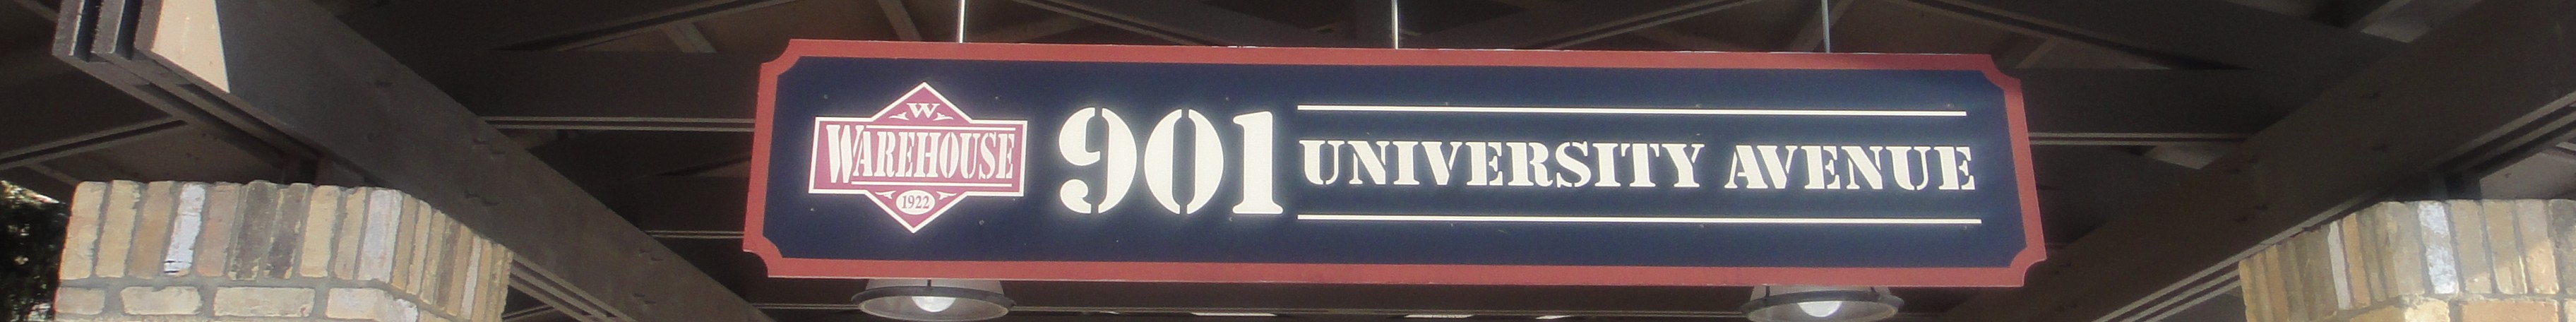 W
WAREHOUSE
1922
901 UNIVERSITY AVENUE